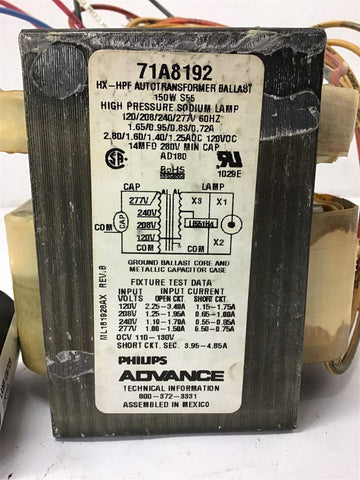 71A8192
HX-HPF AUTOTRANSFORMER BALLAST
150W S55
HIGH PRESSURE SODIUM LAMP
120/208/240/277V 60HZ
1.65/0.95/0.83/0.72A
2.80/1.60/1.40/1.25ADC 120VDC
14MFD 280V MIN CAP
AD180
RoHS
1029E
CAP LAMP
277V X3 X1
240V
CAP 208V LI551H4
120V X2
COM COM COM
GROUND BALLAST CORE AND
METALLIC CAPACITOR CASE
FIXTURE TEST DATA
INPUT INPUT CURRENT
VOLTS OPEN CKT. SHORT CKT.
120V 2.25-3.40A 1.15-1.75A
208V 1.25-1.95A 0.65-1.00A
240V 1.10-1.70A 0.55-0.95A
277V 1.00-1.50A 0.50-0.75A
OCV 110-130V
SHORT CKT. SEC. 3.95-4.85A
PHILIPS
ADVANCE
TECHNICAL INFORMATION
800-372-3331
ASSEMBLED IN MEXICO
ML181926AX REV.B